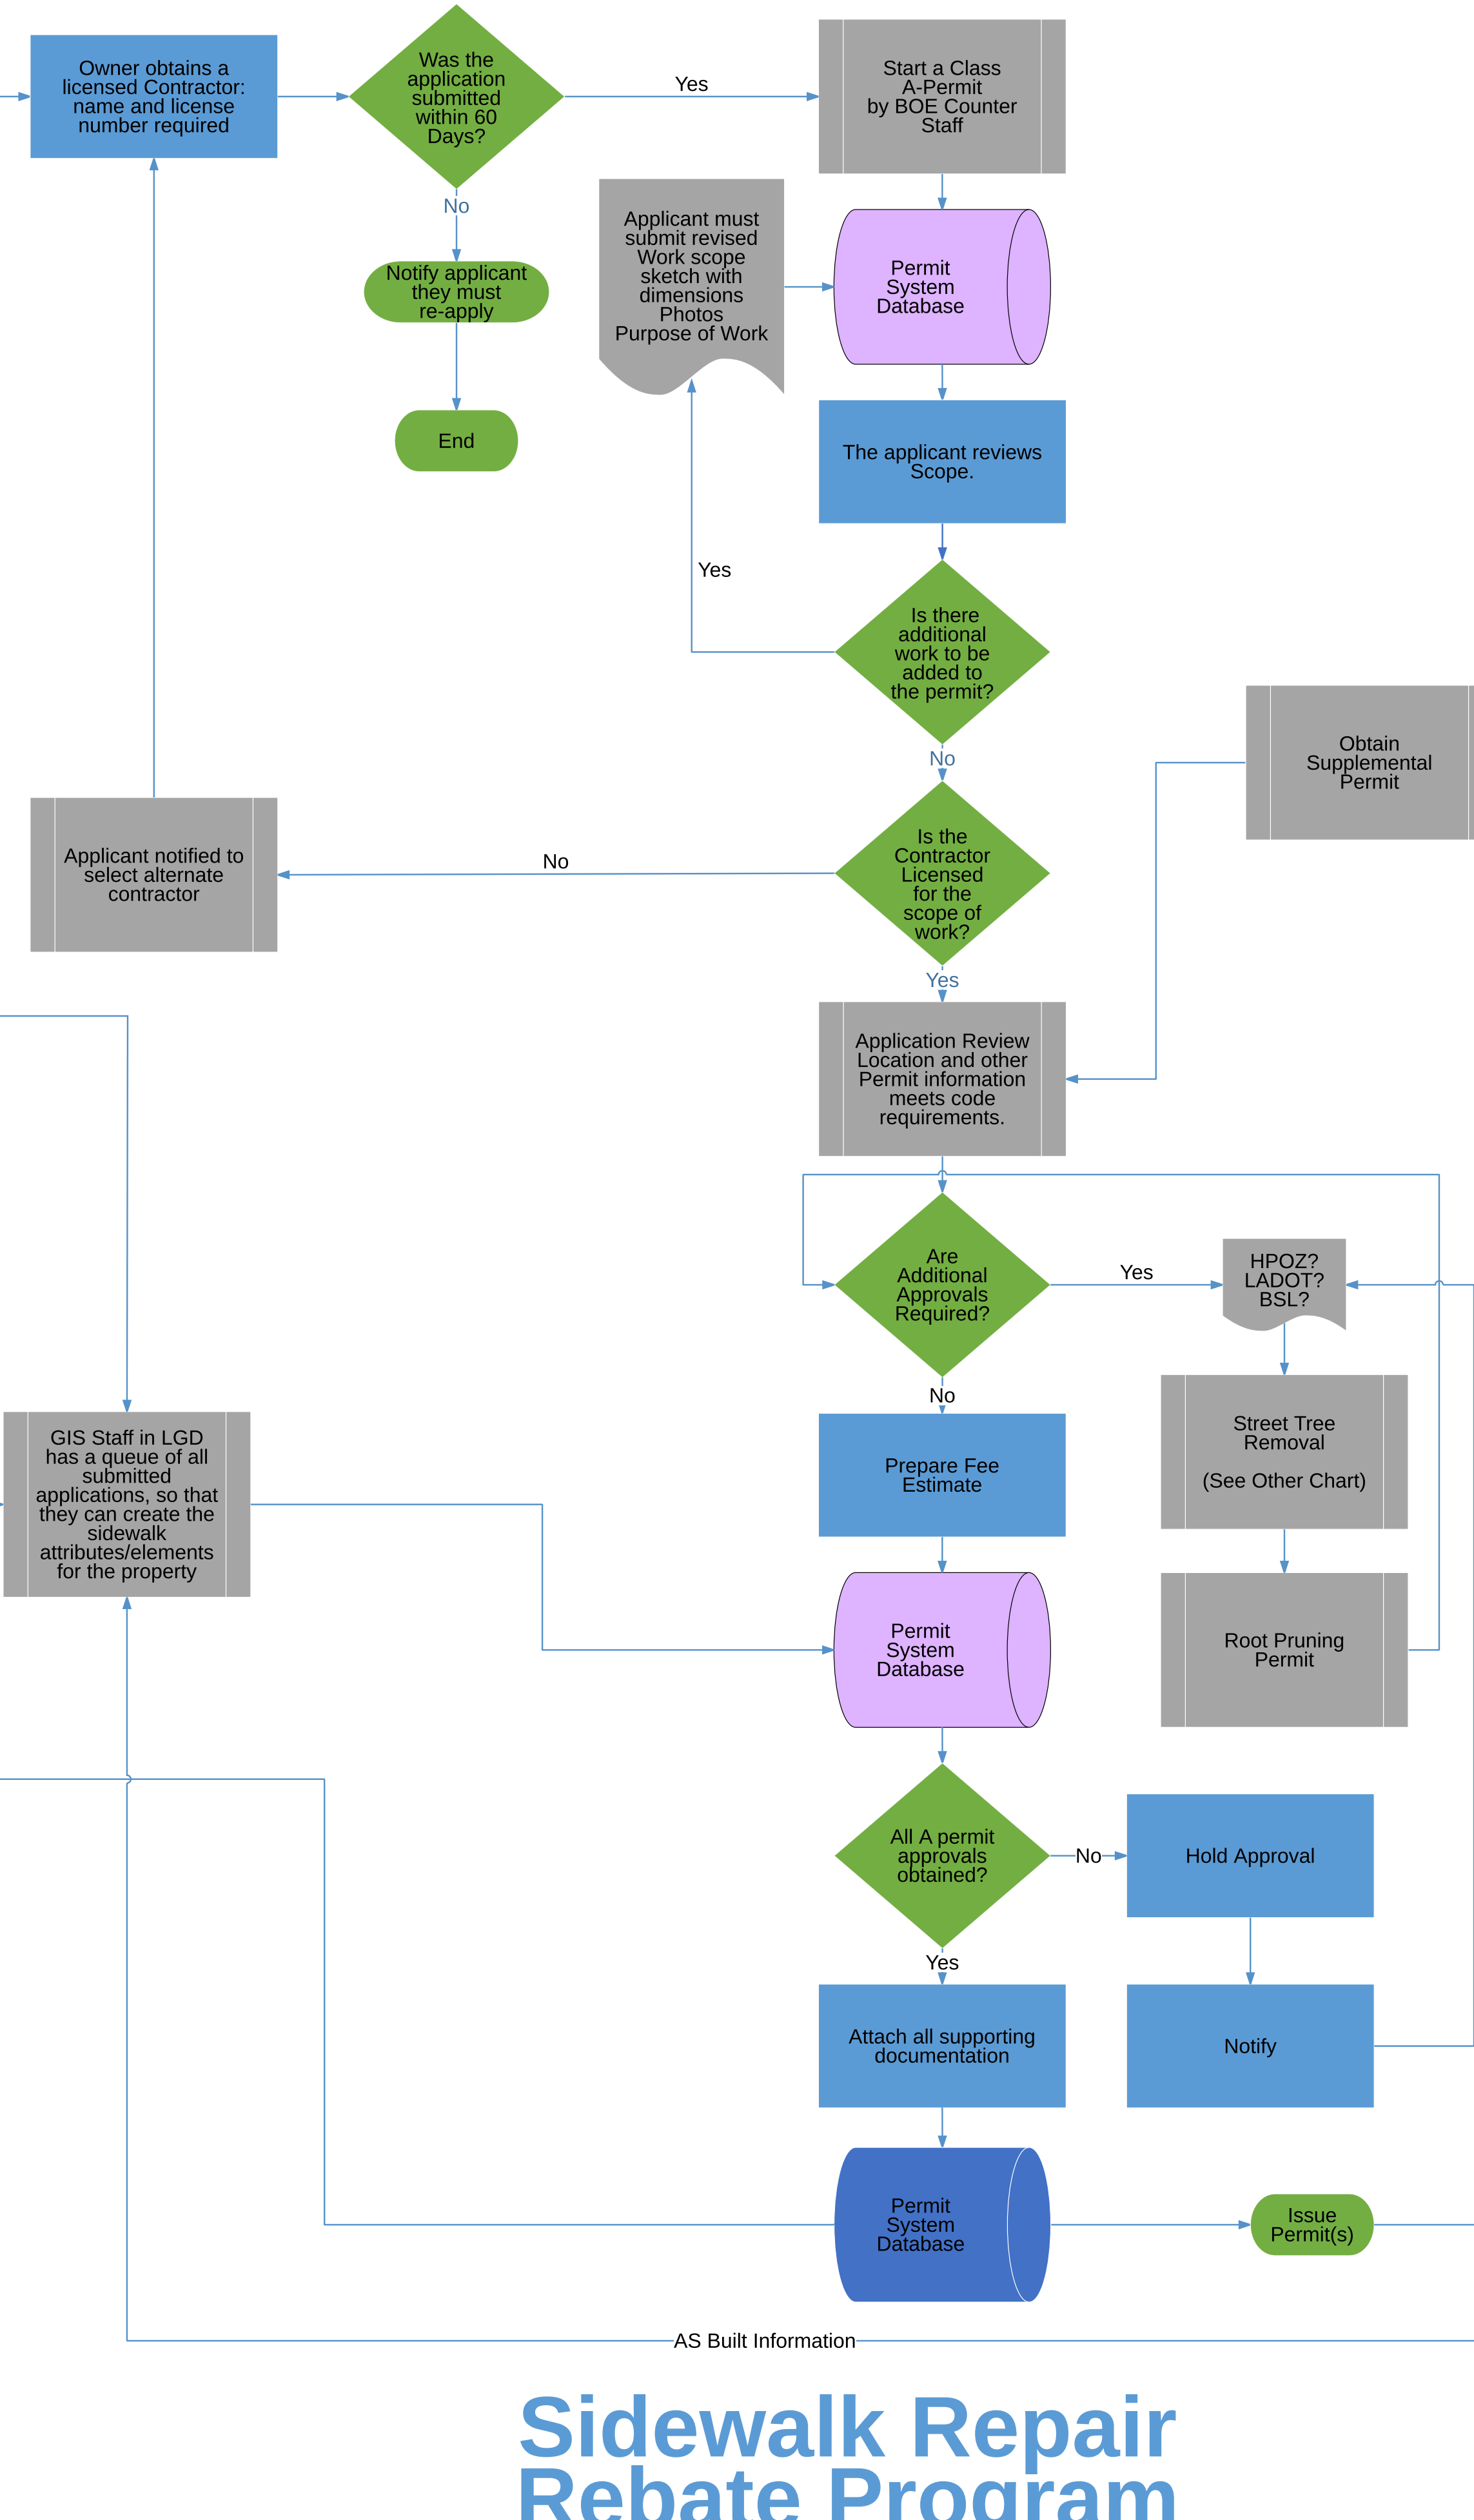 Owner obtains a
licensed Contractor:
name and license
number required
Was the
application
submitted
within 60
Days?
Yes
Start a Class
A-Permit
by BOE Counter
Staff
No
Notify applicant
they must
re-apply
End
Applicant must
submit revised
Work scope
sketch with
dimensions
Photos
Purpose of Work
Permit
System
Database
The applicant reviews
Scope.
Yes
Is there
additional
work to be
added to
the permit?
No
Obtain
Supplemental
Permit
Is the
Contractor
Licensed
for the
scope of
work?
No
Applicant notified to
select alternate
contractor
Yes
Application Review
Location and other
Permit information
meets code
requirements.
Are
Additional
Approvals
Required?
Yes
HPOZ?
LADOT?
BSL?
No
Street Tree
Removal
(See Other Chart)
GIS Staff in LGD
has a queue of all
submitted
applications, so that
they can create the
sidewalk
attributes/elements
for the property
Prepare Fee
Estimate
Permit
System
Database
Root Pruning
Permit
All A permit
approvals
obtained?
No
Hold Approval
Yes
Attach all supporting
documentation
Notify
Permit
System
Database
Issue
Permit(s)
AS Built Information
Sidewalk Repair
Rebate Program